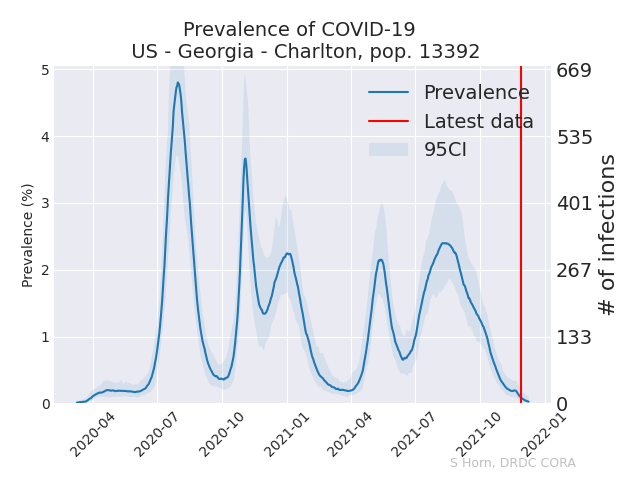 Prevalence of COVID-19
US - Georgia - Charlton, pop. 13392
Prevalence
Latest data
95CI
5
4
3
2
1
0
Prevalence (%)
669
535
401
267
133
0
# of infections
2020-04
2020-07
2020-10
2021-01
2021-04
2021-07
2021-10
2022-01
S Horn, DRDC CORA